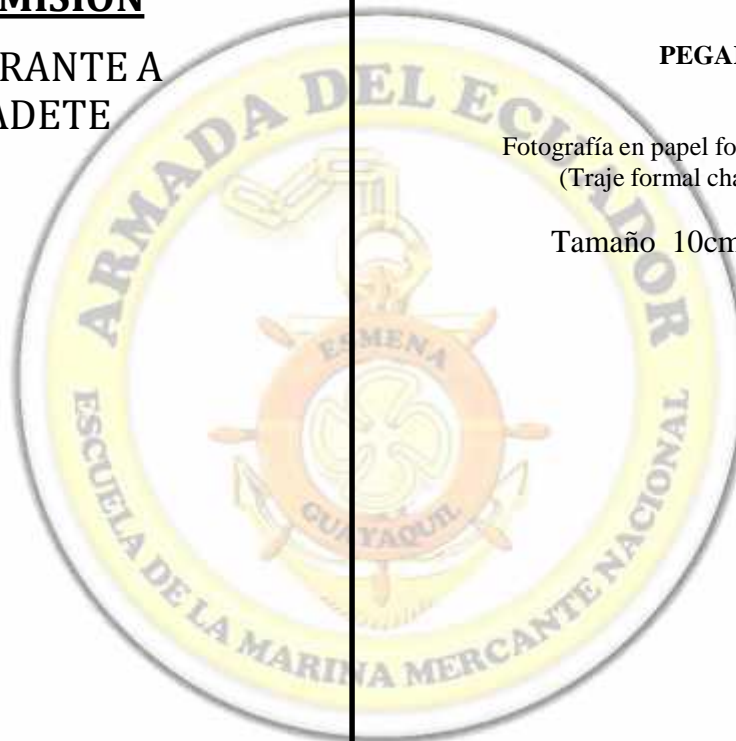 MISIÓN
RANTE A
ADETE
PEGA
Fotografía en papel fo
(Traje formal cha
Tamaño 10cm
ARMADA DEL ECUADOR
ESMENA
GUAYAQUIL
ESCUELA DE LA MARINA MERCANTE NACIONAL